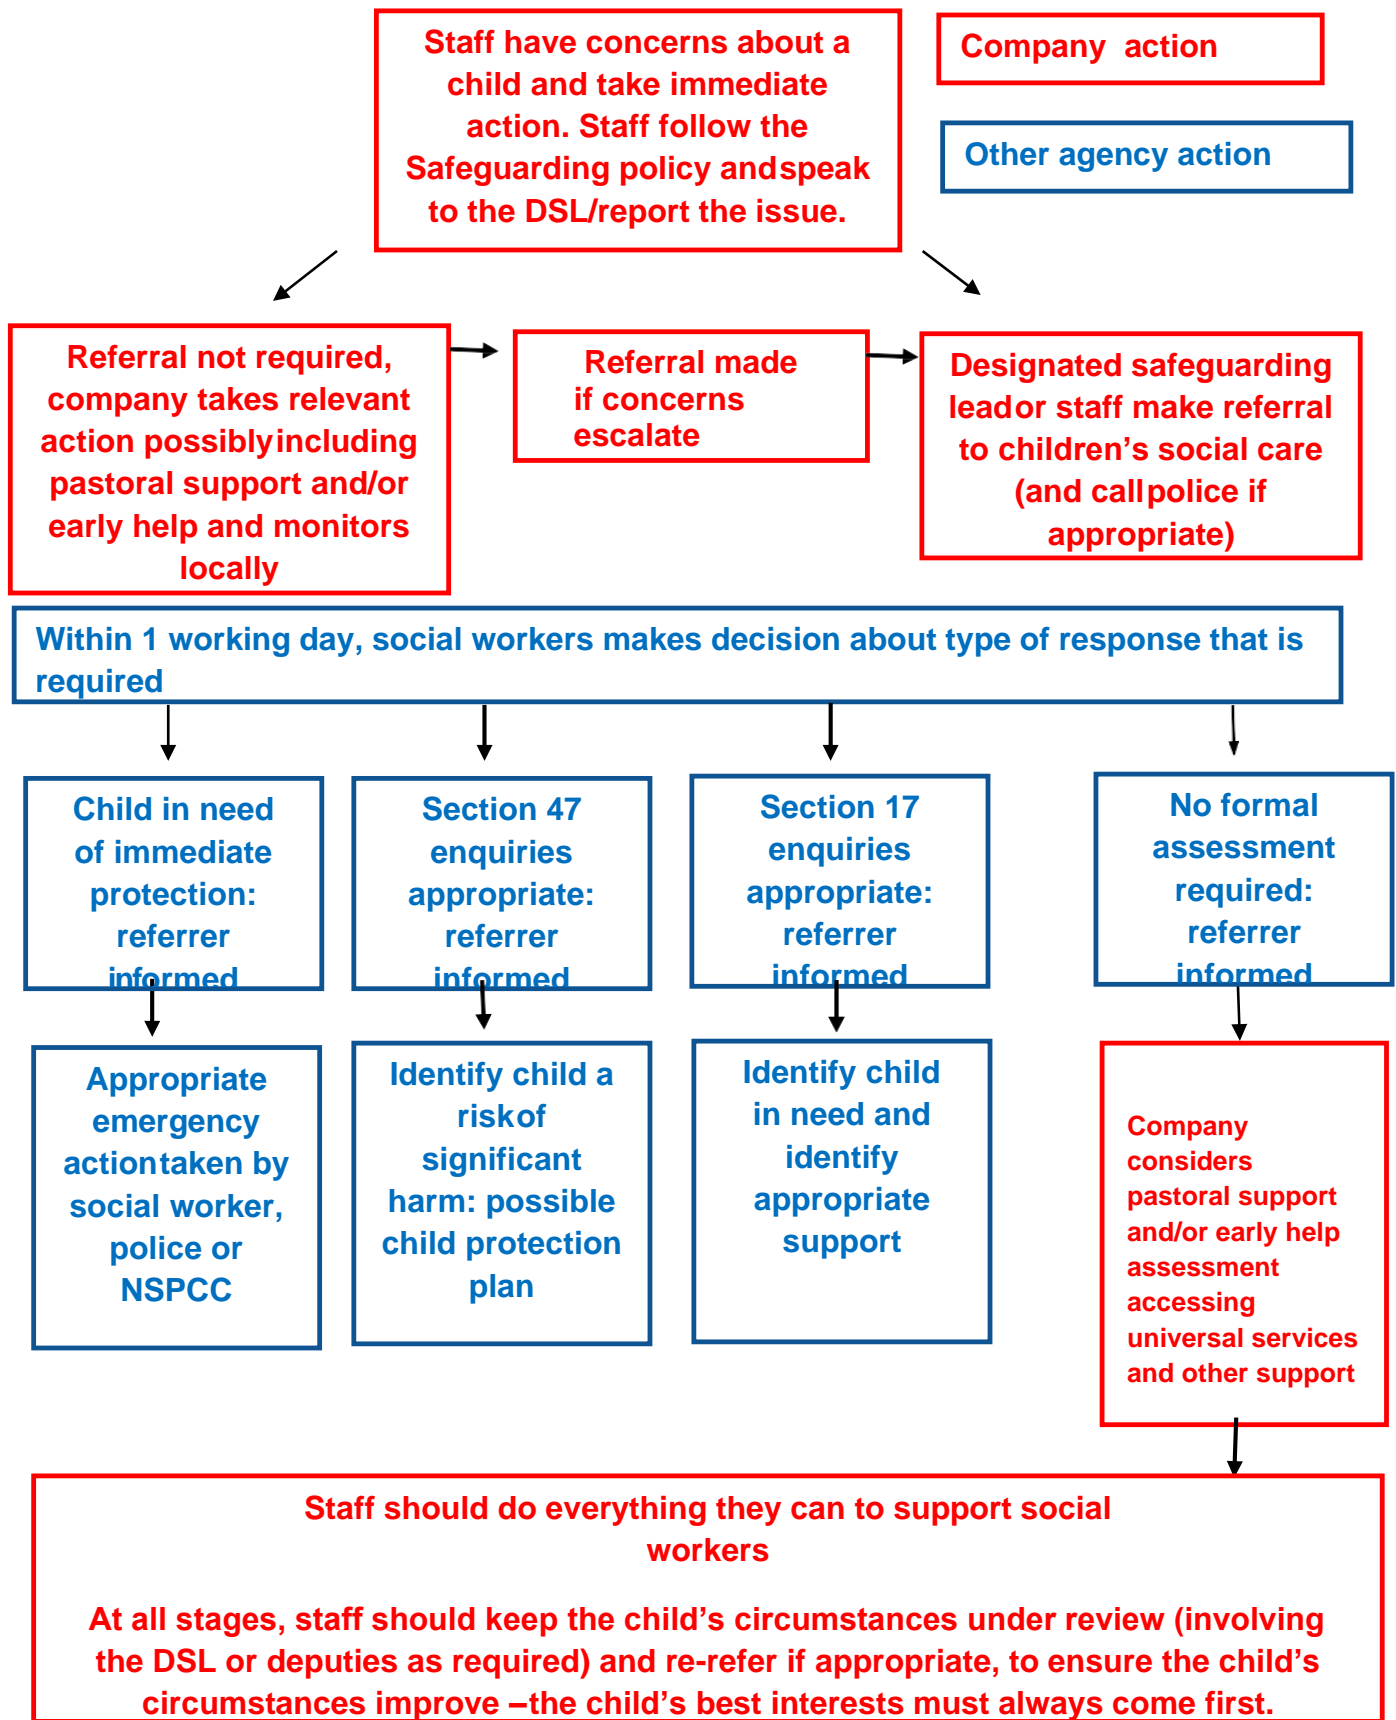 Staff have concerns about a
child and take immediate
action. Staff follow the
Safeguarding policy andspeak
to the DSL/report the issue.
Company action
Other agency action
Referral not required,
company takes relevant
action possiblyincluding
pastoral support and/or
early help and monitors
locally
Referral made
if concerns
escalate
Designated safeguarding
leador staff make referral
to children’s social care
(and callpolice if
appropriate)
Within 1 working day, social workers makes decision about type of response that is
required
Child in need
of immediate
protection:
referrer
informed
Section 47
enquiries
appropriate:
referrer
informed
Section 17
enquiries
appropriate:
referrer
informed
No formal
assessment
required:
referrer
informed
Appropriate
emergency
actiontaken by
social worker,
police or
NSPCC
Identify child a
riskof
significant
harm: possible
child protection
plan
Identify child
in need and
identify
appropriate
support
Company
considers
pastoral support
and/or early help
assessment
accessing
universal services
and other support
Staff should do everything they can to support social
workers
At all stages, staff should keep the child’s circumstances under review (involving
the DSL or deputies as required) and re-refer if appropriate, to ensure the child’s
circumstances improve –the child’s best interests must always come first.